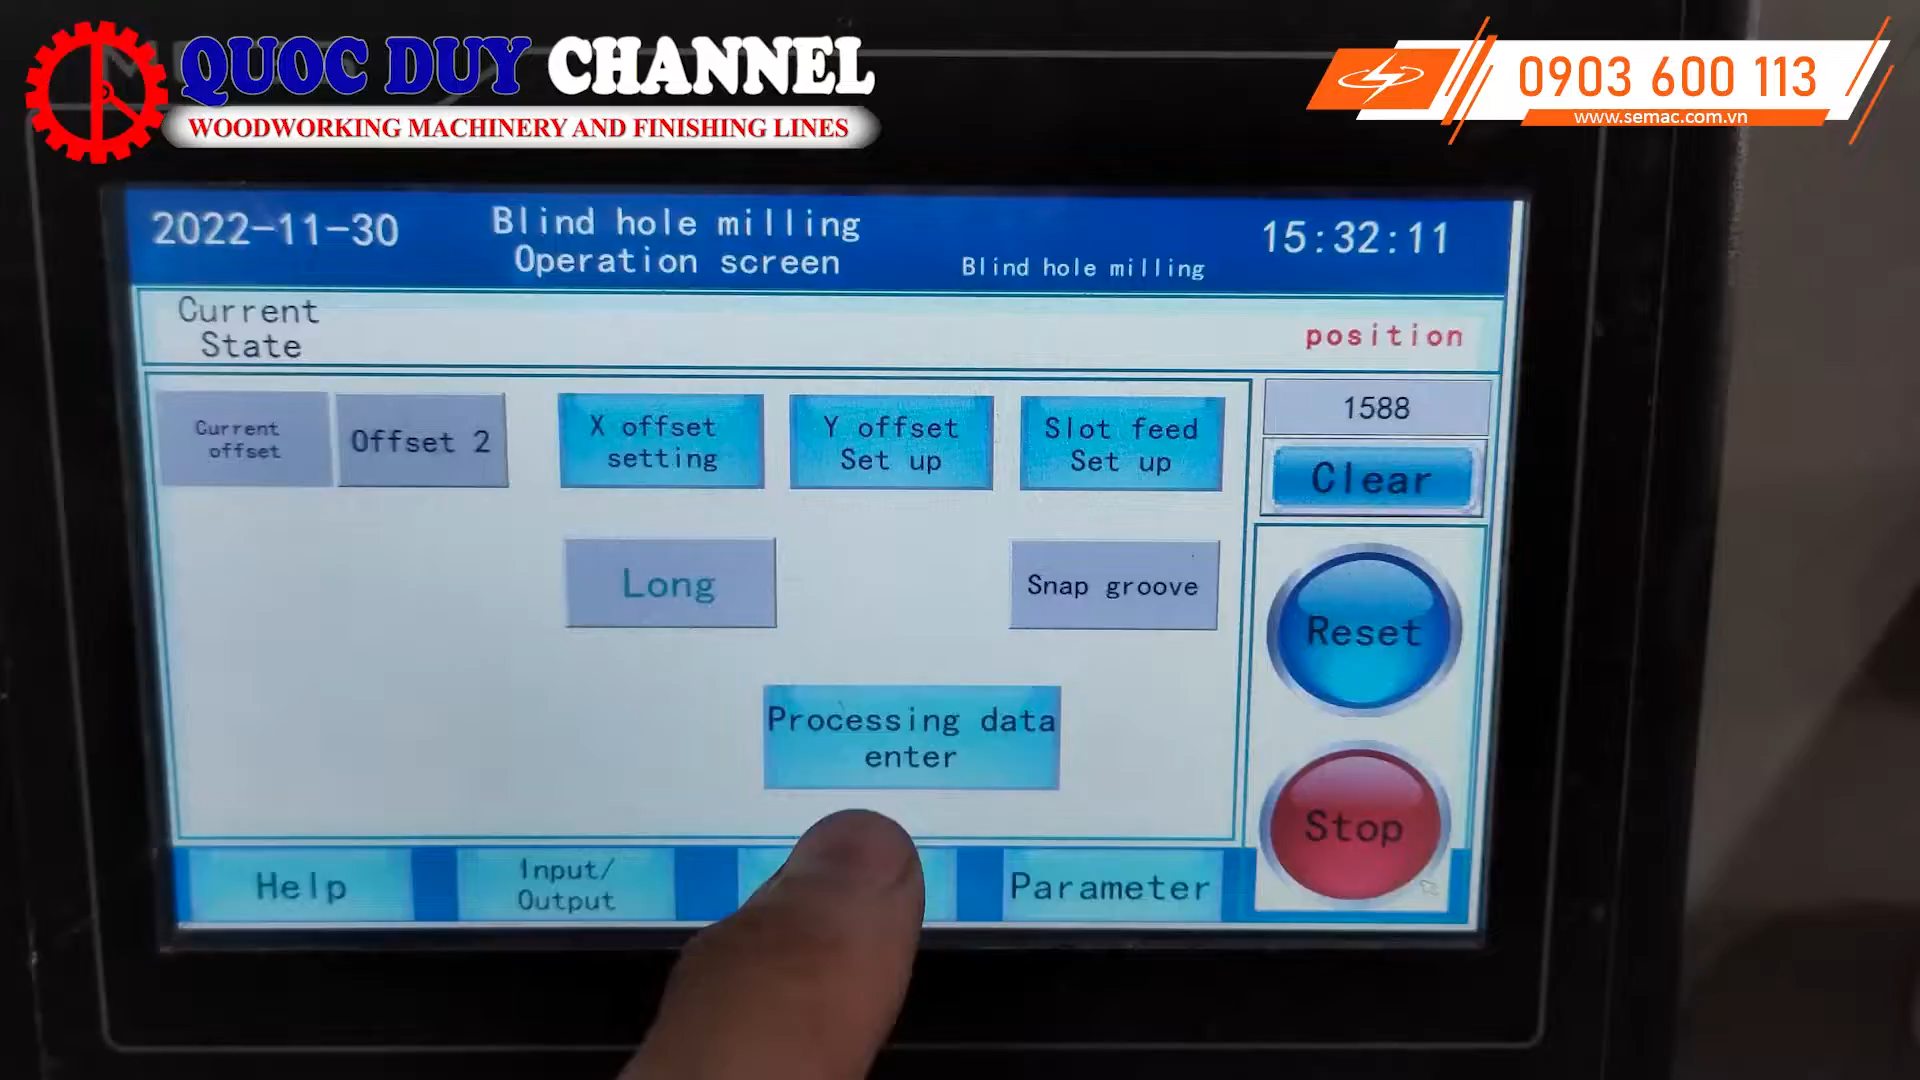 QUOC DUY CHANNEL
WOODWORKING MACHINERY AND FINISHING LINES
0903 600 113
www.semac.com.vn
2022-11-30
Blind hole milling
Operation screen
Blind hole milling
15:32:11
Current
State
position
Current
offset
Offset 2
X offset
setting
Y offset
Set up
Slot feed
Set up
1588
Clear
Long
Snap groove
Reset
Processing data
enter
Stop
Help
Input/
Output
Parameter